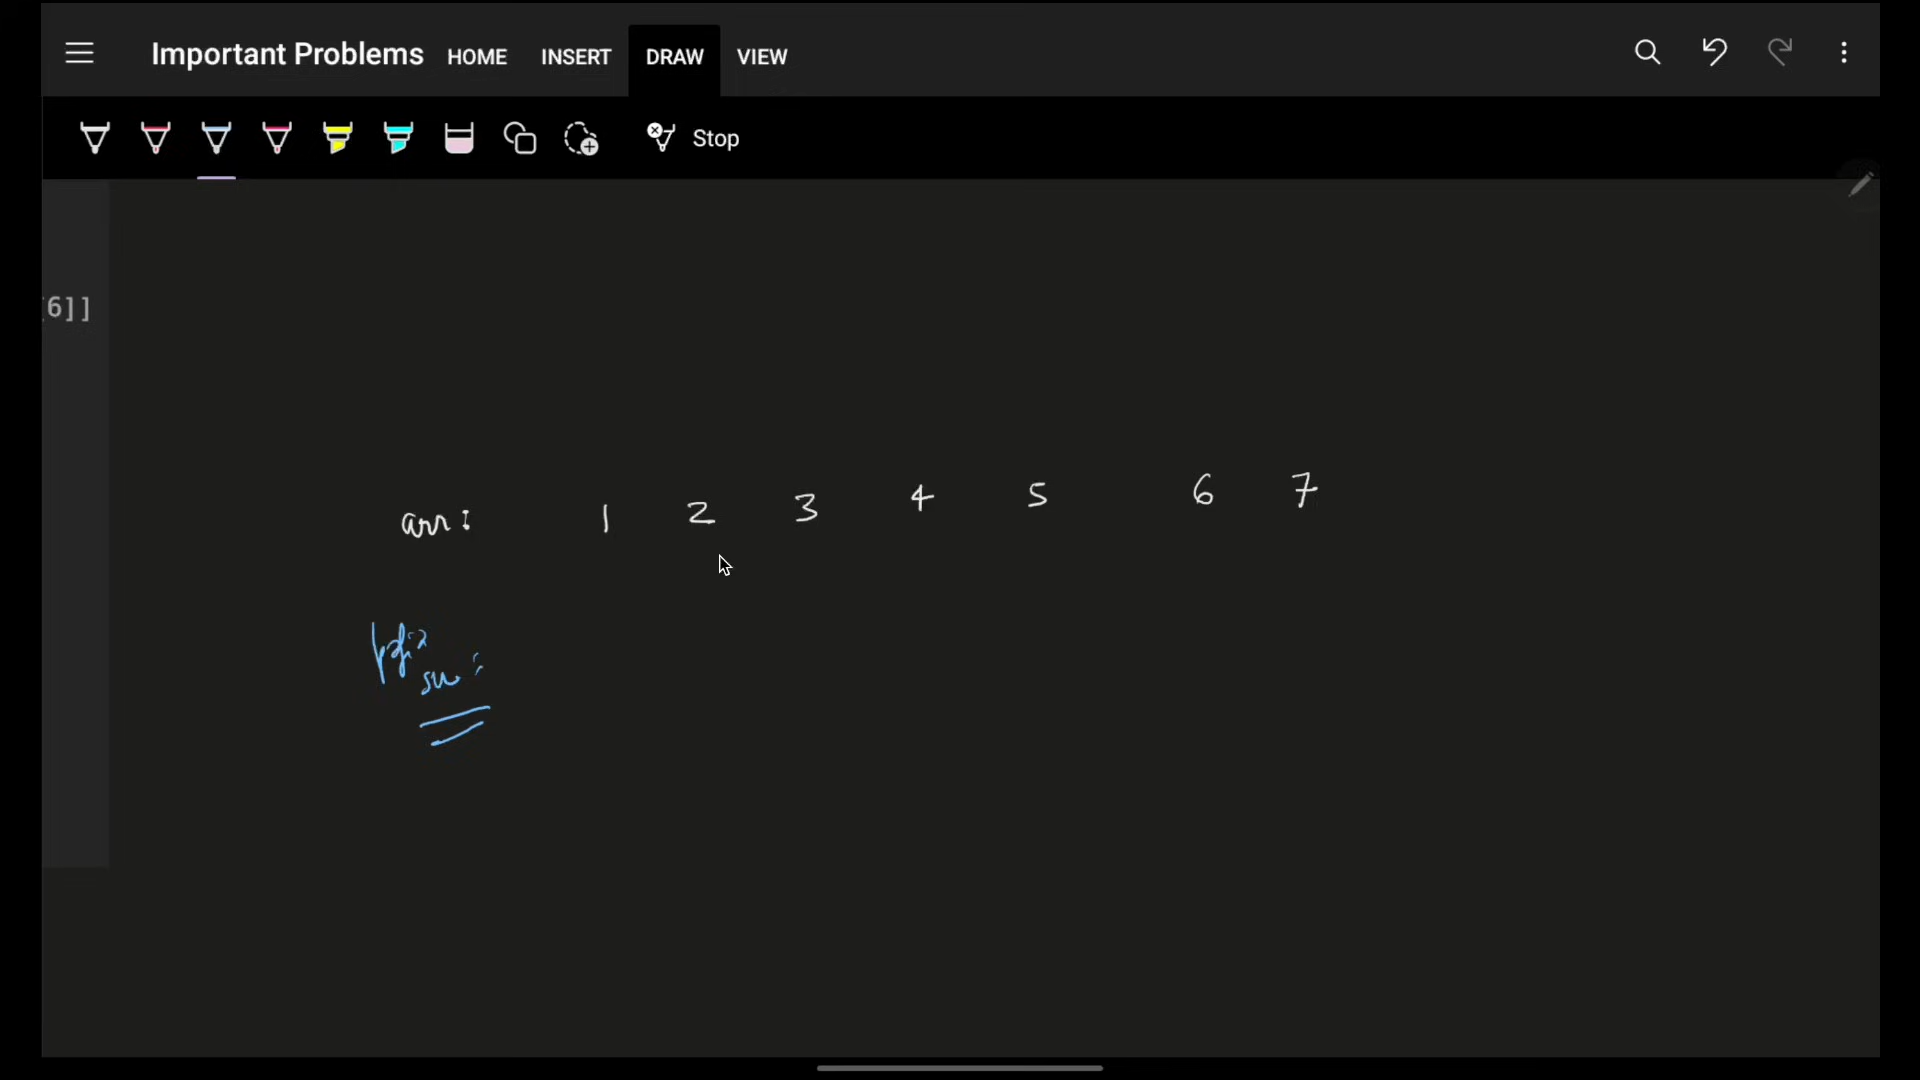 Important Problems HOME INSERT DRAW VIEW
Stop
[6]]
arr: 1 2 3 4 5 6 7